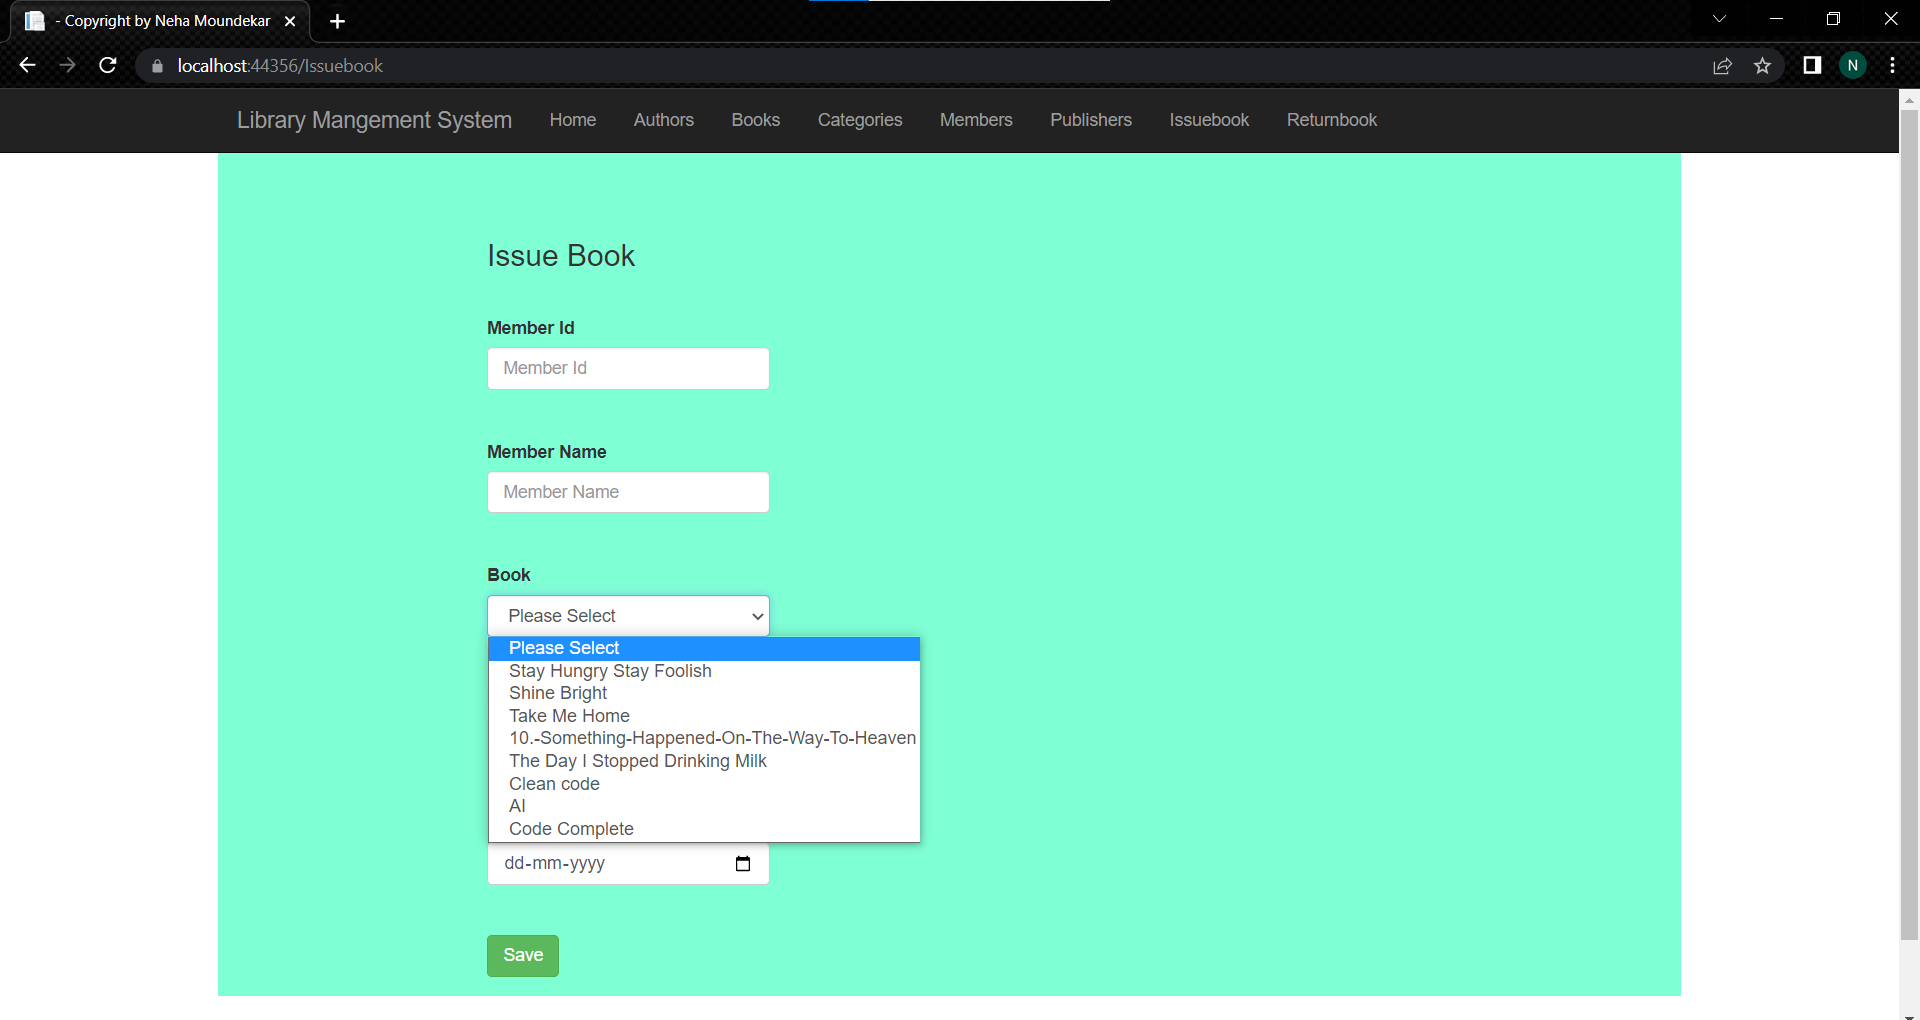 - Copyright by Neha Moundekar
localhost:44356/Issuebook
N
Library Mangement System Home Authors Books Categories Members Publishers Issuebook Returnbook
Issue Book
Member Id
Member Id
Member Name
Member Name
Book
Please Select
Please Select
Stay Hungry Stay Foolish
Shine Bright
Take Me Home
10.-Something-Happened-On-The-Way-To-Heaven
The Day I Stopped Drinking Milk
Clean code
AI
Code Complete
dd-mm-yyyy
Save